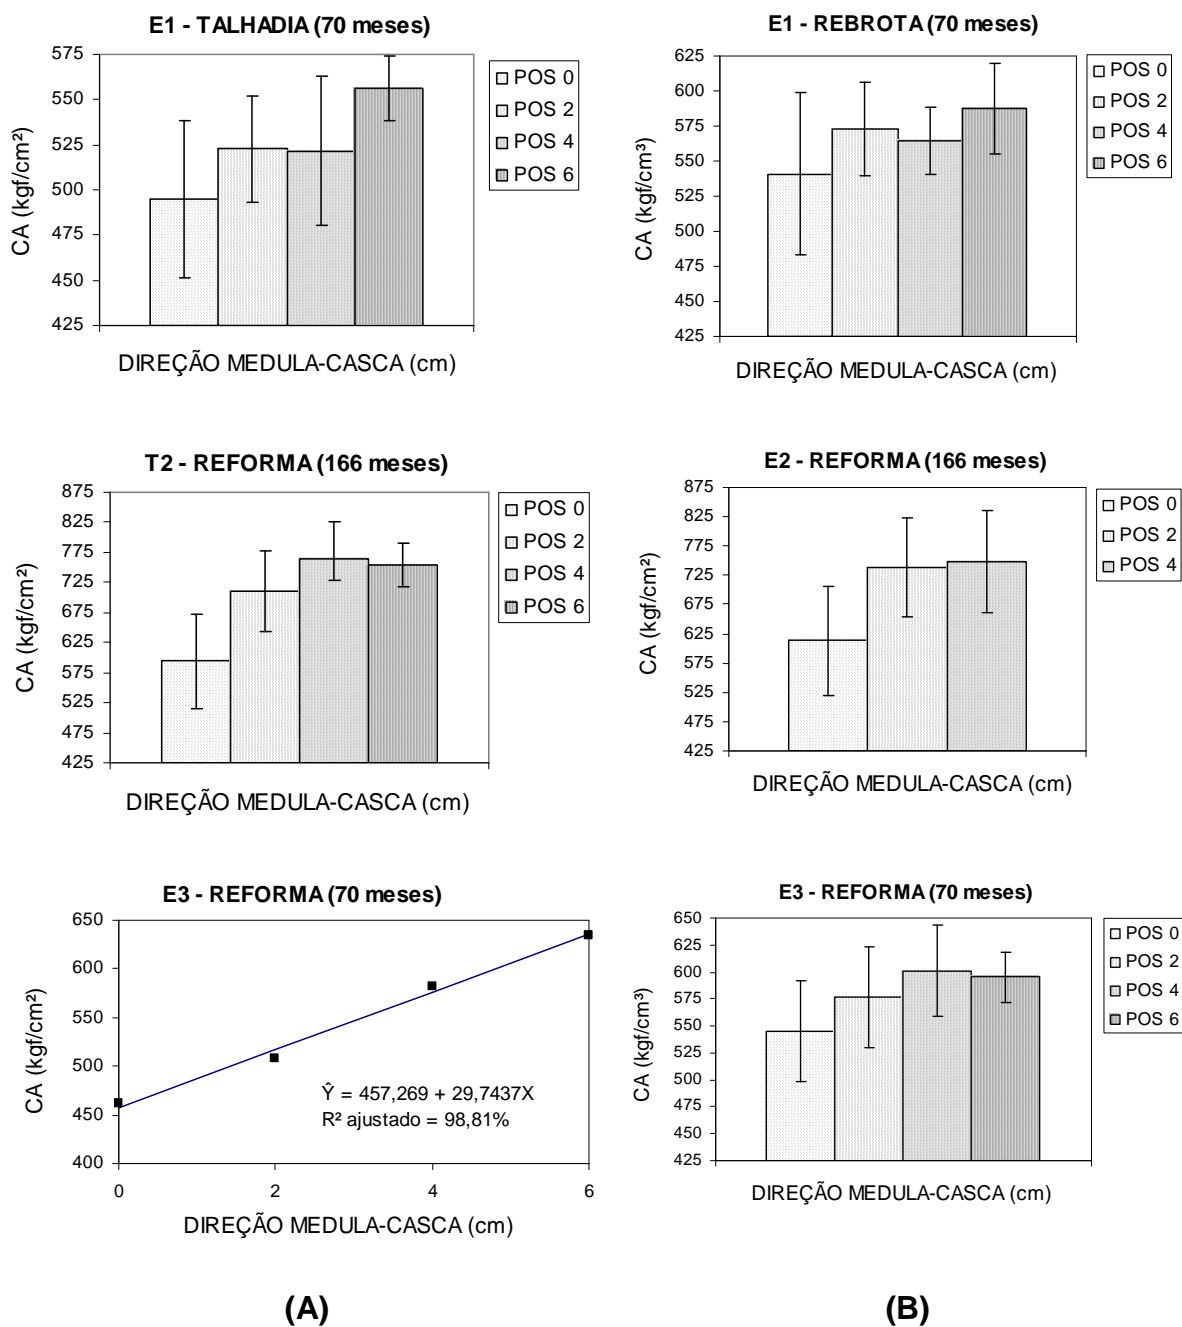 E1 - TALHADIA (70 meses)
575
550
525
500
475
450
425
CA (kgf/cm²)
DIREÇÃO MEDULA-CASCA (cm)
POS 0
POS 2
POS 4
POS 6
E1 - REBROTA (70 meses)
625
600
575
550
525
500
475
450
425
CA (kgf/cm³)
DIREÇÃO MEDULA-CASCA (cm)
POS 0
POS 2
POS 4
POS 6
T2 - REFORMA (166 meses)
875
825
775
725
675
625
575
525
475
425
CA (kgf/cm²)
DIREÇÃO MEDULA-CASCA (cm)
POS 0
POS 2
POS 4
POS 6
E2 - REFORMA (166 meses)
875
825
775
725
675
625
575
525
475
425
CA (kgf/cm²)
DIREÇÃO MEDULA-CASCA (cm)
POS 0
POS 2
POS 4
E3 - REFORMA (70 meses)
650
600
550
500
450
400
CA (kgf/cm²)
Ŷ = 457,269 + 29,7437X
R² ajustado = 98,81%
0 2 4 6
DIREÇÃO MEDULA-CASCA (cm)
E3 - REFORMA (70 meses)
650
625
600
575
550
525
500
475
450
425
CA (kgf/cm³)
DIREÇÃO MEDULA-CASCA (cm)
POS 0
POS 2
POS 4
POS 6
(A)
(B)